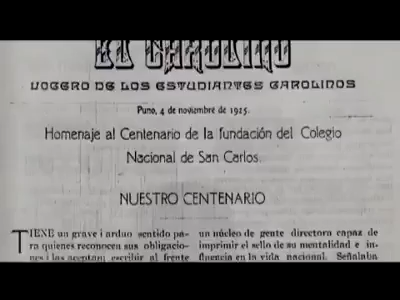 EL CAROLINO
VOCERO DE LOS ESTUDIANTES CAROLINOS
Puno, 4 de noviembre de 1925.
Homenaje al Centenario de la fundación del Colegio
Nacional de San Carlos.
NUESTRO CENTENARIO
TIENE un grave i arduo sentido pa-
ra quienes reconocen sus obligacio-
nes i las aceptan; escribir al frente
un núcleo de gente directora capaz de
imprimir el sello de su mentalidad e in-
fluencia en la vida nacional. Señalaba